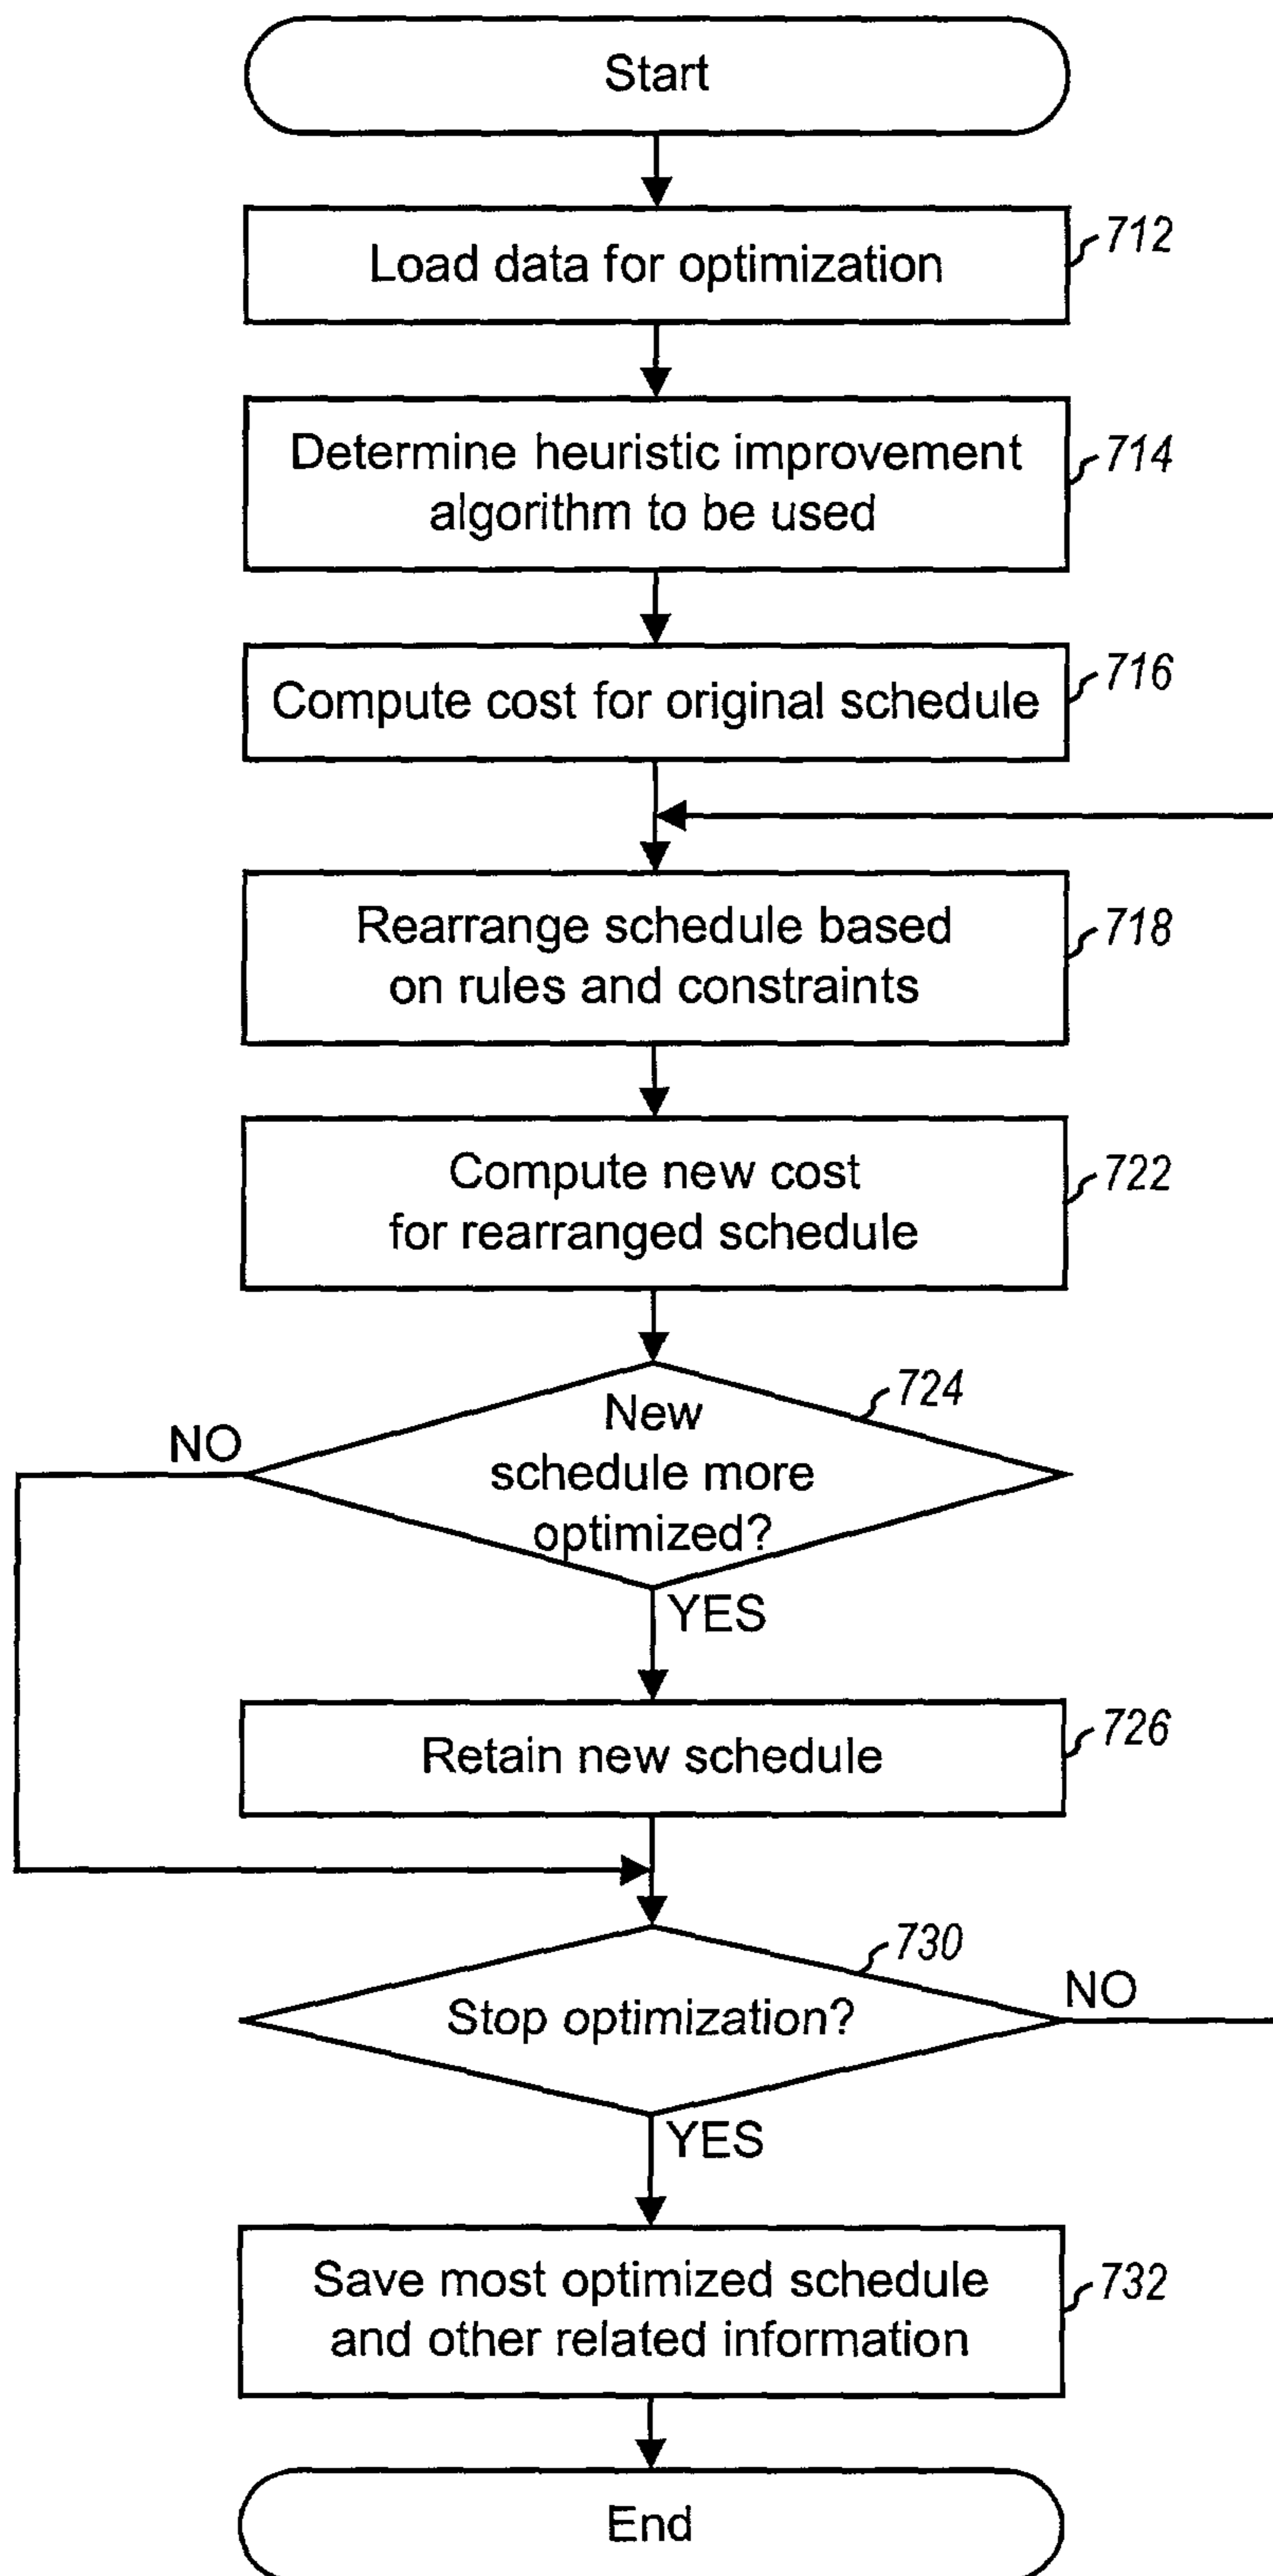 Start
Load data for optimization
712
Determine heuristic improvement
algorithm to be used
714
Compute cost for original schedule
716
Rearrange schedule based
on rules and constraints
718
Compute new cost
for rearranged schedule
722
724
New
schedule more
optimized?
NO
YES
Retain new schedule
726
730
Stop optimization?
NO
YES
Save most optimized schedule
and other related information
732
End